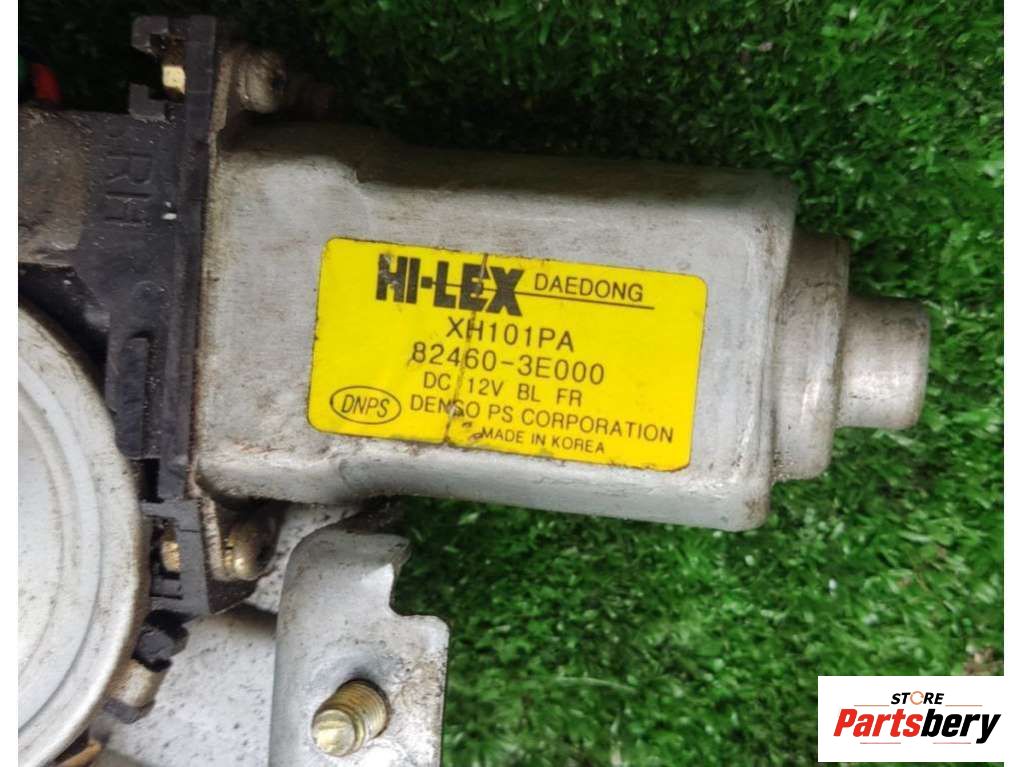 RH
HI-LEX DAEDONG
XH101PA
82460-3E000
DC 12V BL FR
DNPS DENSO PS CORPORATION
MADE IN KOREA
STORE
Partsbery